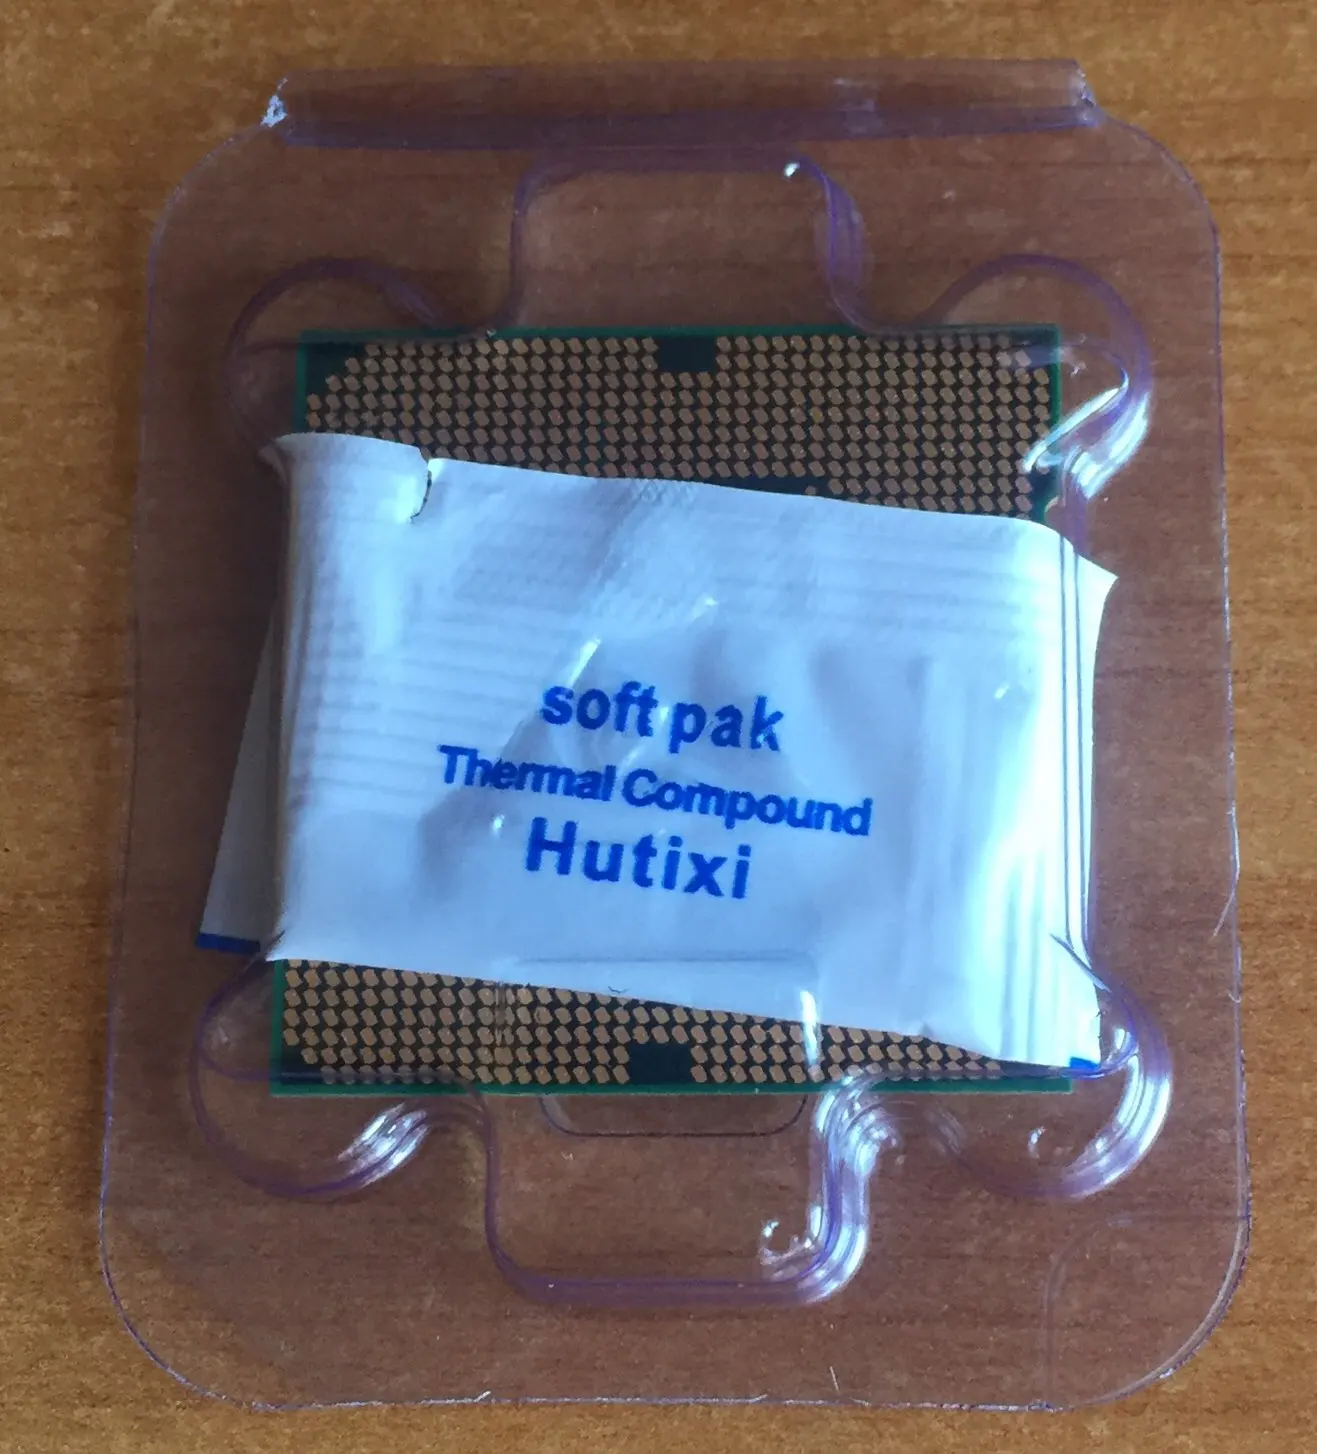 soft pak
Thermal Compound
Hutixi